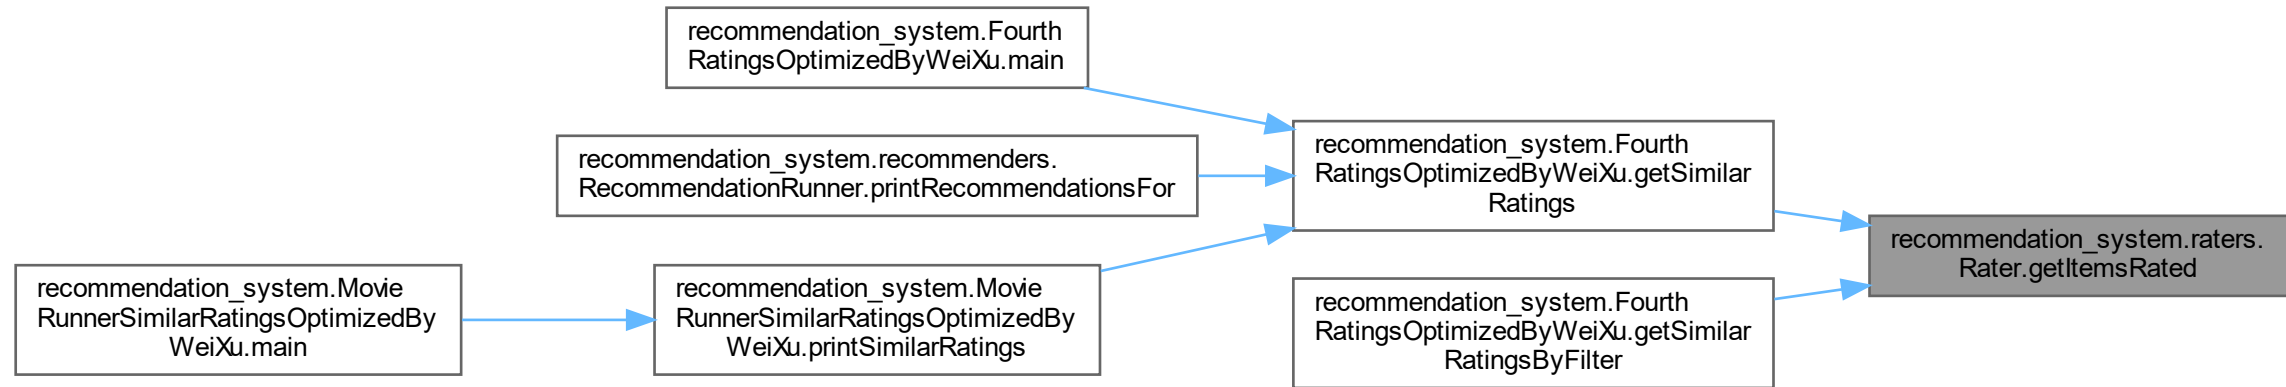 recommendation_system.Fourth
RatingsOptimizedByWeiXu.main
recommendation_system.recommenders.
RecommendationRunner.printRecommendationsFor
recommendation_system.Movie
RunnerSimilarRatingsOptimizedBy
WeiXu.main
recommendation_system.Movie
RunnerSimilarRatingsOptimizedBy
WeiXu.printSimilarRatings
recommendation_system.Fourth
RatingsOptimizedByWeiXu.getSimilar
Ratings
recommendation_system.Fourth
RatingsOptimizedByWeiXu.getSimilar
RatingsByFilter
recommendation_system.raters.
Rater.getItemsRated